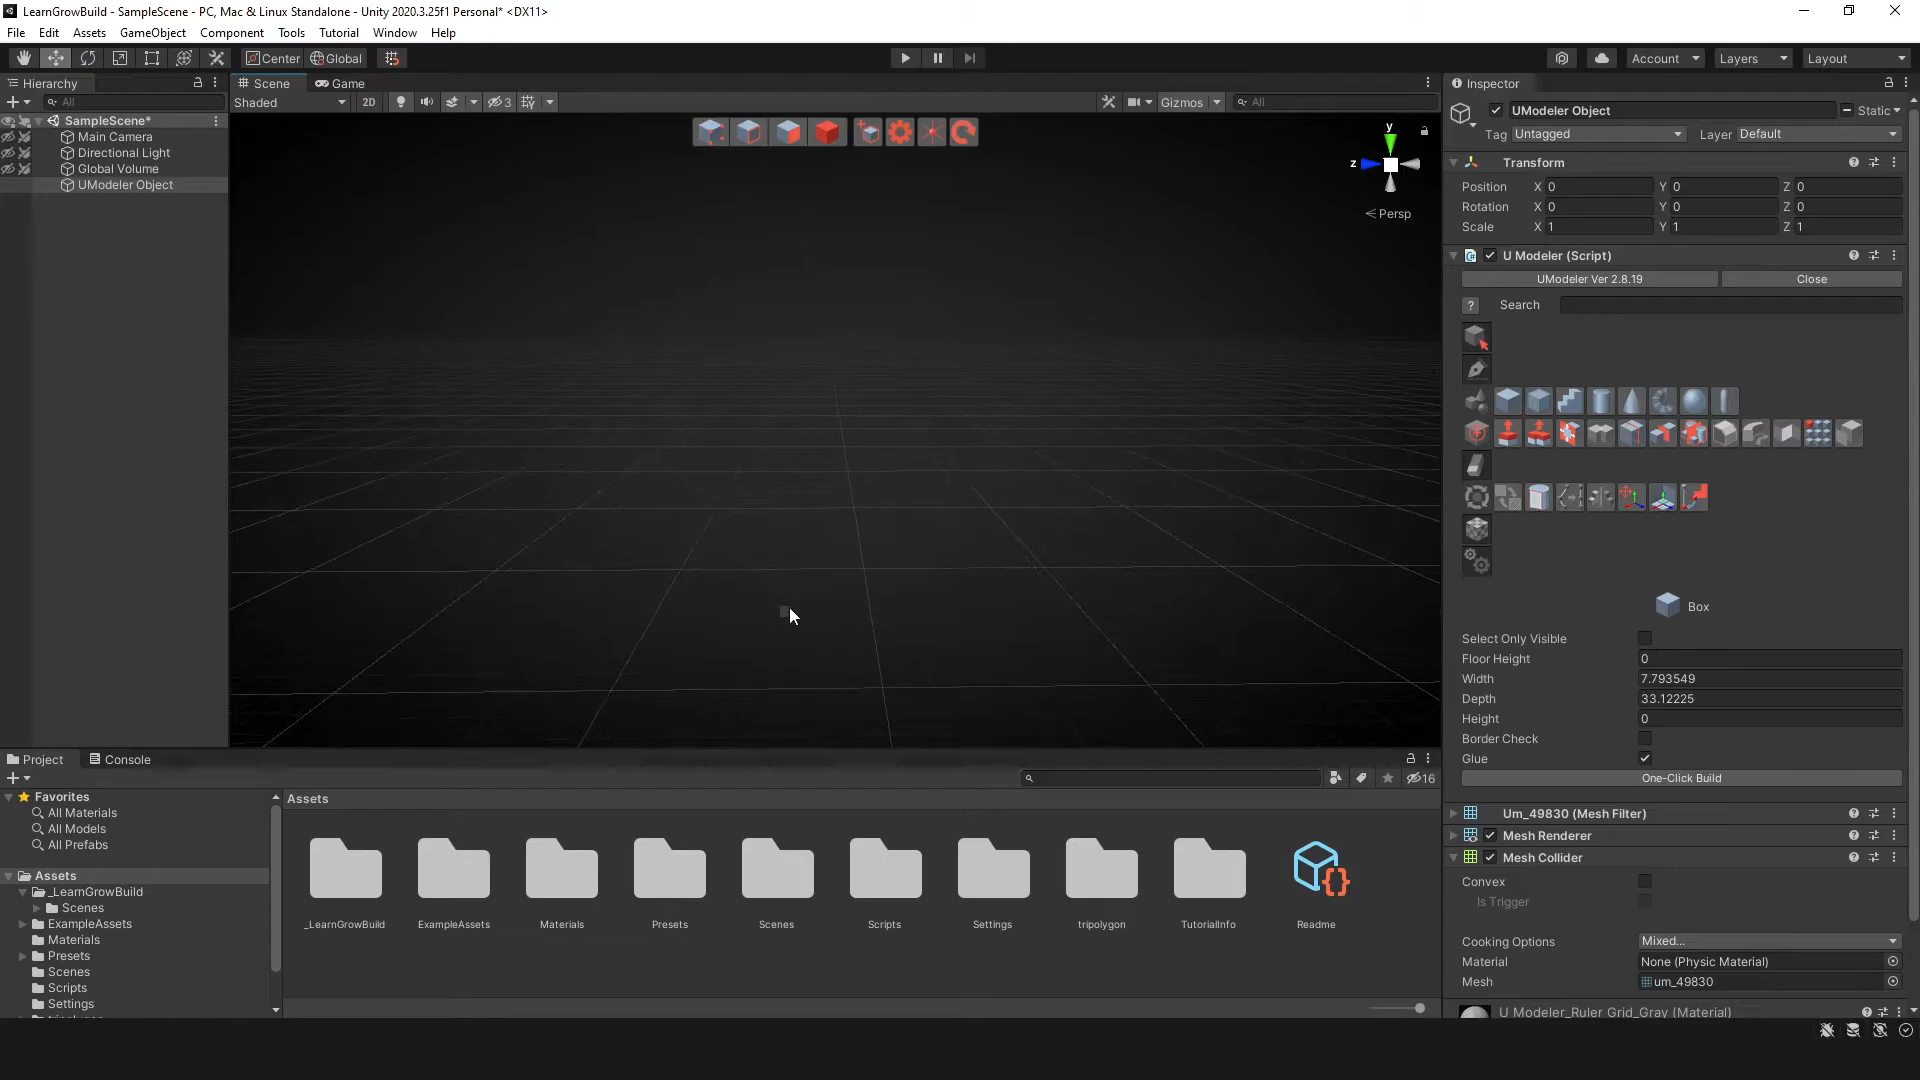 LearnGrowBuild - SampleScene - PC, Mac & Linux Standalone - Unity 2020.3.25f1 Personal* <DX11>
File Edit Assets GameObject Component Tools Tutorial Window Help
Center Global Account Layers Layout
Hierarchy
All
SampleScene*
Main Camera
Directional Light
Global Volume
UModeler Object
Scene Game
Shaded 2D 3 Gizmos All
y
z
Persp
Inspector
UModeler Object Static
Tag Untagged Layer Default
Transform
Position X 0 Y 0 Z 0
Rotation X 0 Y 0 Z 0
Scale X 1 Y 1 Z 1
U Modeler (Script)
UModeler Ver 2.8.19 Close
? Search
Box
Select Only Visible
Floor Height 0
Width 7.793549
Depth 33.12225
Height 0
Border Check
Glue
One-Click Build
Um_49830 (Mesh Filter)
Mesh Renderer
Mesh Collider
Convex
Is Trigger
Cooking Options Mixed...
Material None (Physic Material)
Mesh um_49830
U Modeler_Ruler Grid_Gray (Material)
Project Console
16
Favorites
All Materials
All Models
All Prefabs
Assets
_LearnGrowBuild
Scenes
ExampleAssets
Materials
Presets
Scenes
Scripts
Settings
Assets
_LearnGrowBuild ExampleAssets Materials Presets Scenes Scripts Settings tripolygon TutorialInfo Readme